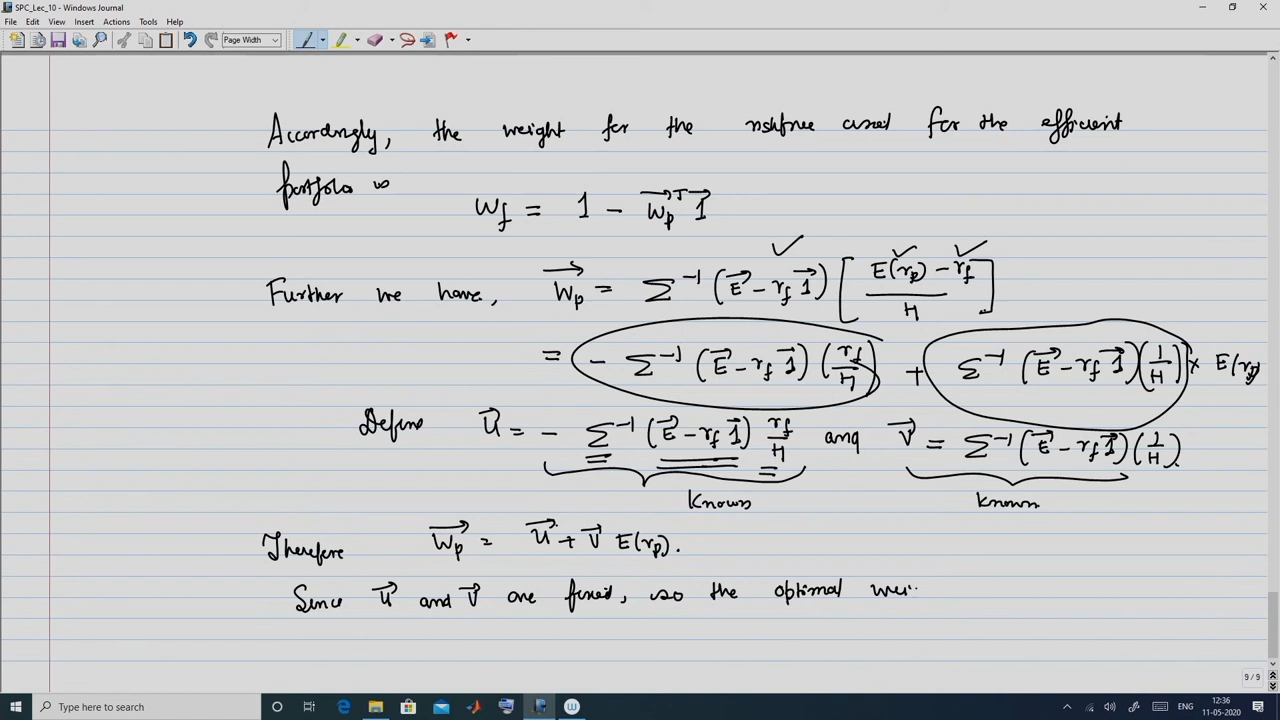 SPC_Lec_10 - Windows Journal
File Edit View Insert Actions Tools Help
Page Width
Accordingly, the weight for the riskfree asset for the efficient
portfolio is
W_f = 1 - W_p^T 1
Further we have, W_p = Σ^-1 (E - r_f 1) [ (E(r_p) - r_f) / H ]
= - Σ^-1 (E - r_f 1) (r_f / H) + Σ^-1 (E - r_f 1) (1 / H) × E(r_p)
Define U = - Σ^-1 (E - r_f 1) r_f / H and V = Σ^-1 (E - r_f 1) (1 / H).
Known Known
Therefore W_p = U + V E(r_p).
Since U and V are fixed, so the optimal wei
9 / 9
Type here to search
ENG
12:36
11-05-2020